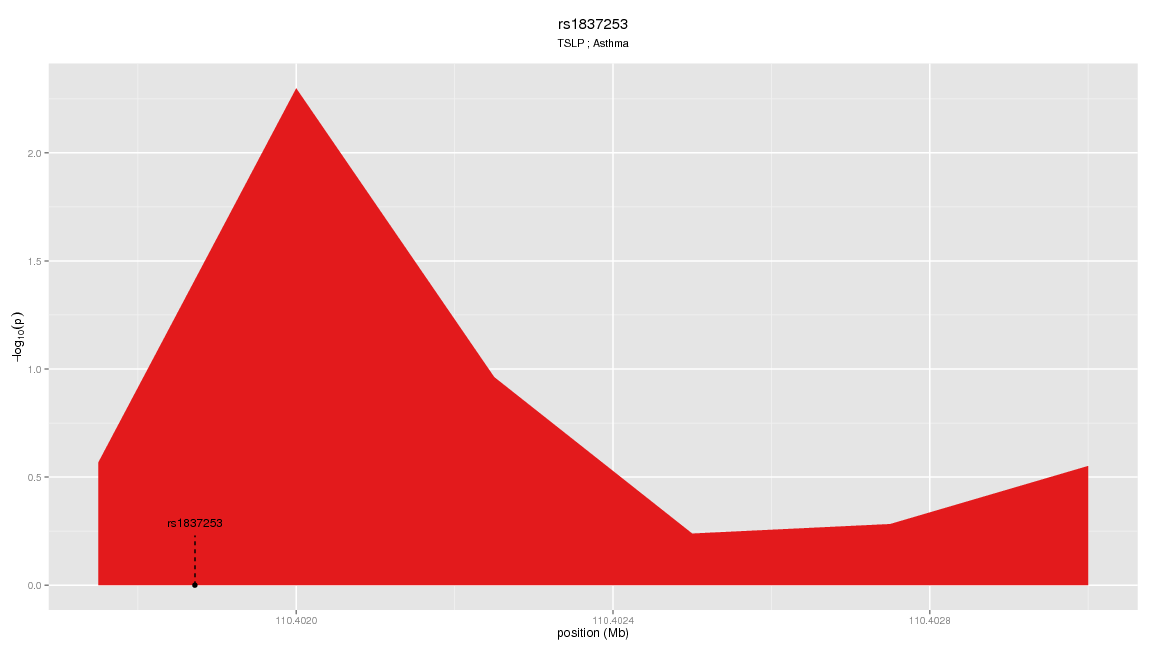 rs1837253
TSLP ; Asthma
2.0
1.5
1.0
0.5
0.0
−log10(p)
rs1837253
110.4020
110.4024
110.4028
position (Mb)